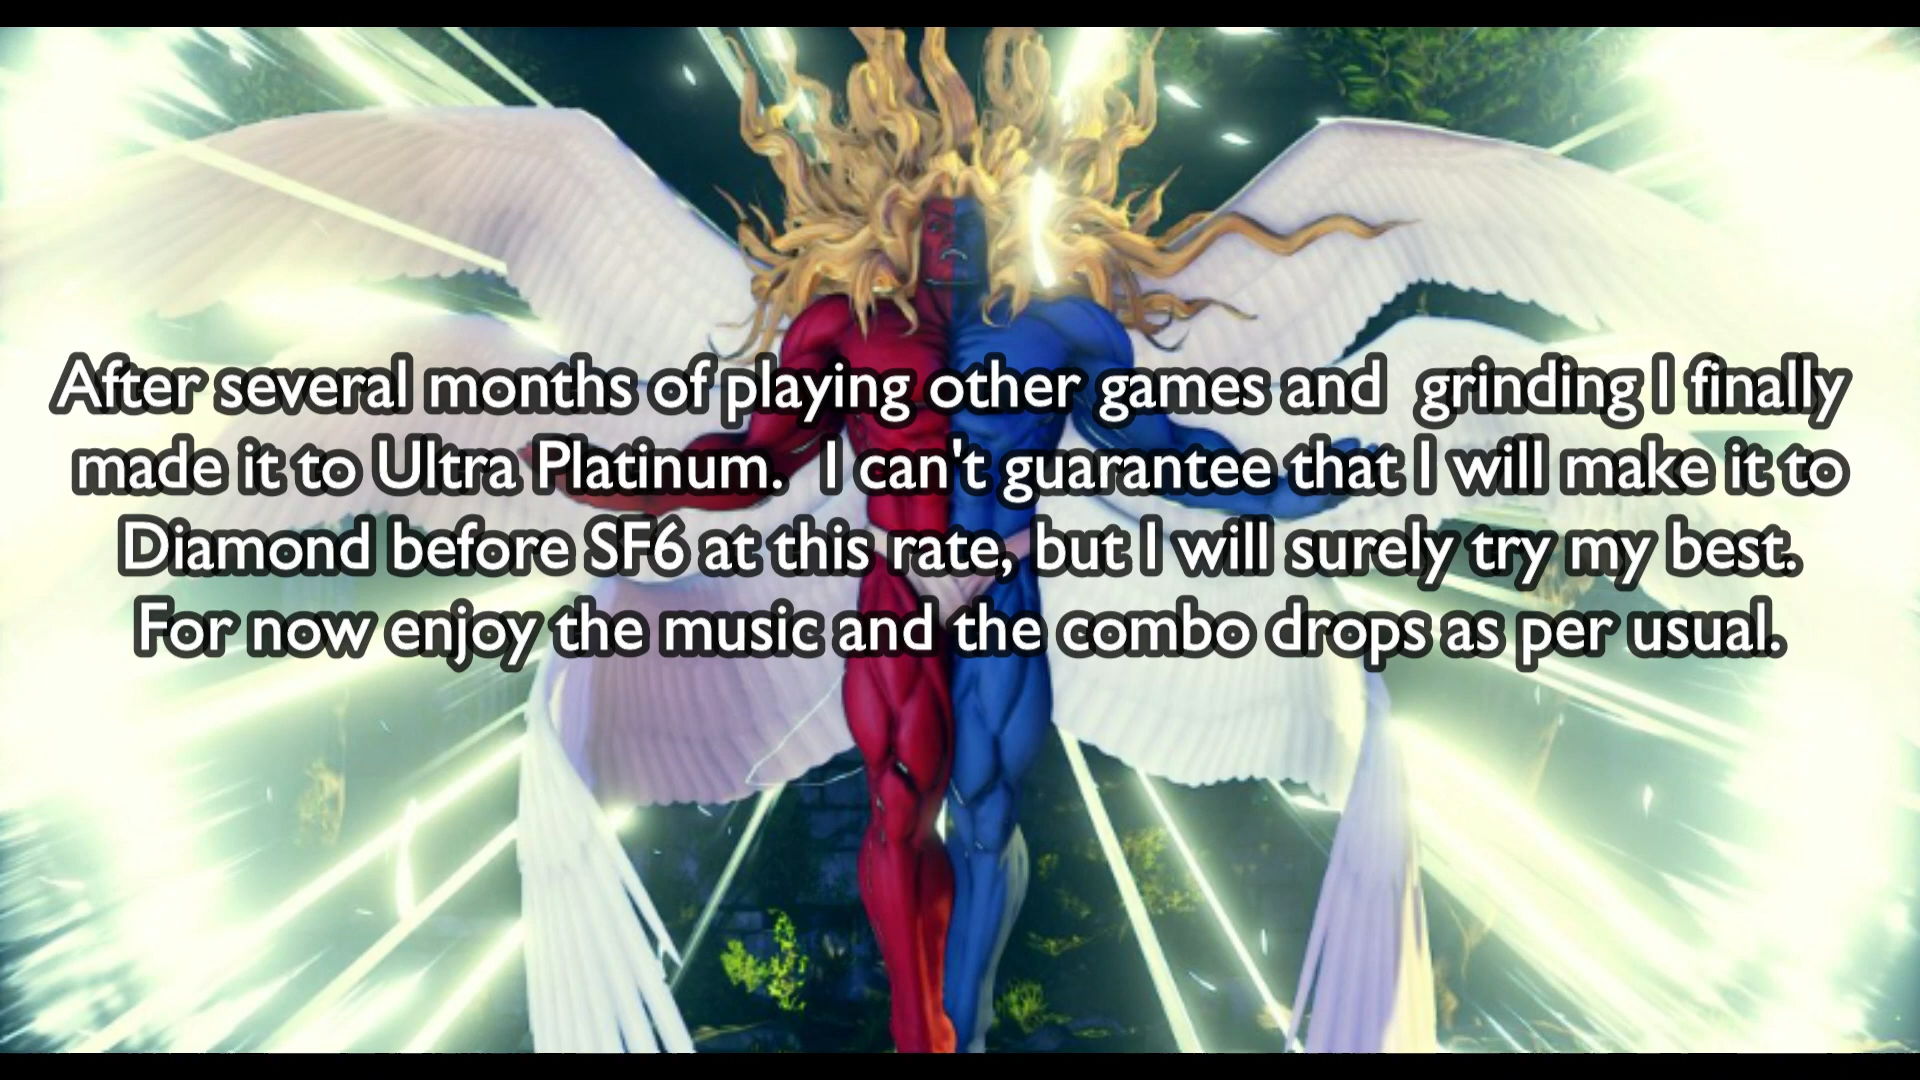 After several months of playing other games and  grinding I finally
made it to Ultra Platinum.  I can't guarantee that I will make it to
Diamond before SF6 at this rate, but I will surely try my best.
For now enjoy the music and the combo drops as per usual.